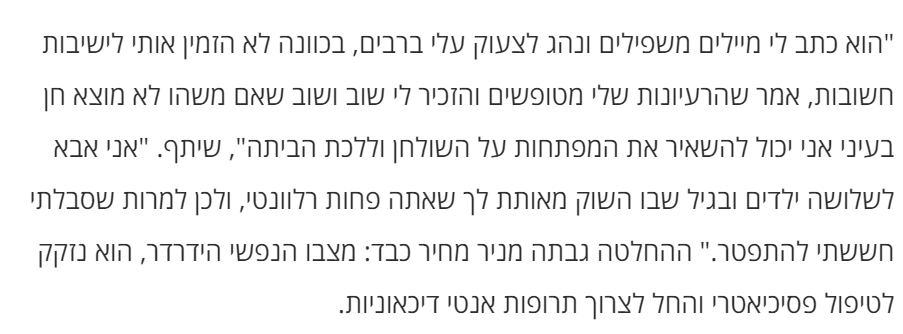 "הוא כתב לי מיילים משפילים ונהג לצעוק עלי ברבים, בכוונה לא הזמין אותי לישיבות
חשובות, אמר שהרעיונות שלי מטופשים והזכיר לי שוב ושוב שאם משהו לא מוצא חן
בעיני אני יכול להשאיר את המפתחות על השולחן וללכת הביתה", שיתף. "אני אבא
לשלושה ילדים ובגיל שבו השוק מאותת לך שאתה פחות רלוונטי, ולכן למרות שסבלתי
חששתי להתפטר." ההחלטה גבתה מניר מחיר כבד: מצבו הנפשי הידרדר, הוא נזקק
לטיפול פסיכיאטרי והחל לצרוך תרופות אנטי דיכאוניות.